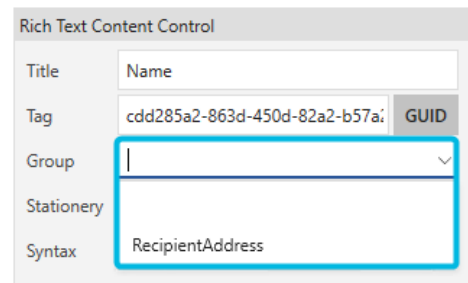 Rich Text Content Control
Title Name
Tag cdd285a2-863d-450d-82a2-b57a GUID
Group
Stationery
Syntax RecipientAddress